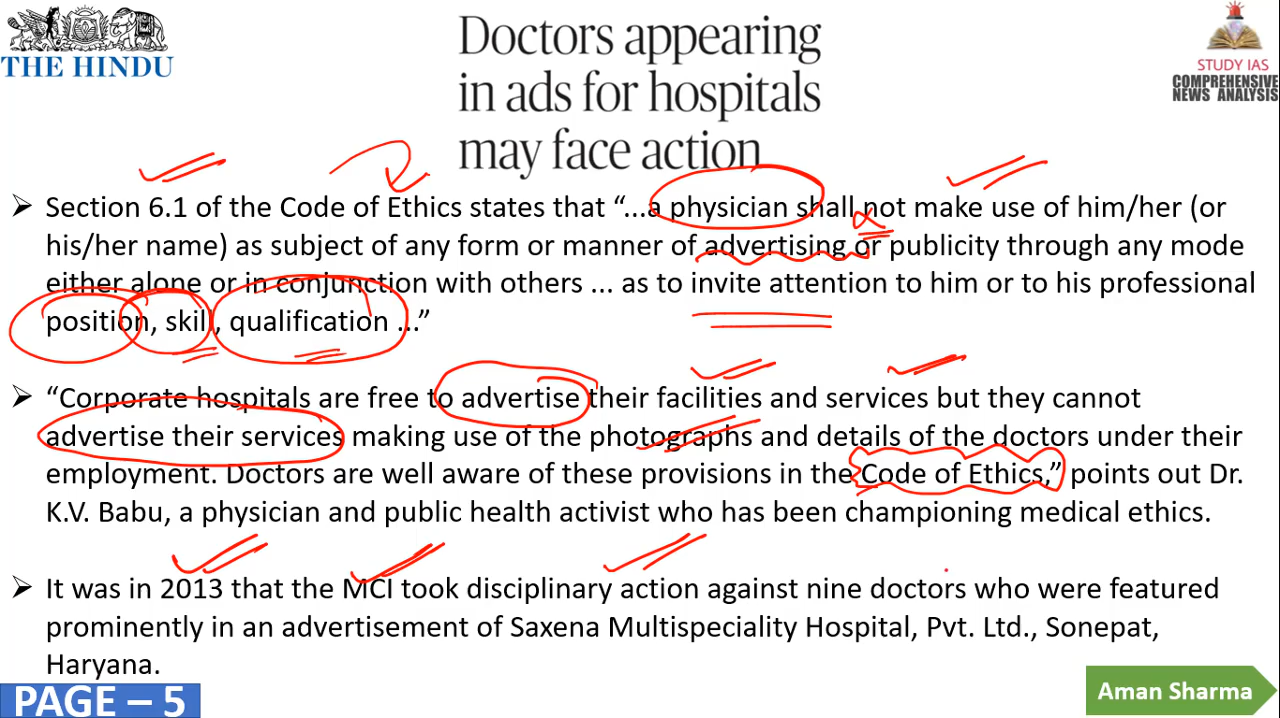 THE HINDU
Doctors appearing
in ads for hospitals
may face action
STUDY IAS
COMPREHENSIVE
NEWS ANALYSIS
➢ Section 6.1 of the Code of Ethics states that “...a physician shall not make use of him/her (or
his/her name) as subject of any form or manner of advertising or publicity through any mode
either alone or in conjunction with others ... as to invite attention to him or to his professional
position, skill, qualification ...”
➢ “Corporate hospitals are free to advertise their facilities and services but they cannot
advertise their services making use of the photographs and details of the doctors under their
employment. Doctors are well aware of these provisions in the Code of Ethics,” points out Dr.
K.V. Babu, a physician and public health activist who has been championing medical ethics.
➢ It was in 2013 that the MCI took disciplinary action against nine doctors who were featured
prominently in an advertisement of Saxena Multispeciality Hospital, Pvt. Ltd., Sonepat,
Haryana.
PAGE – 5
Aman Sharma